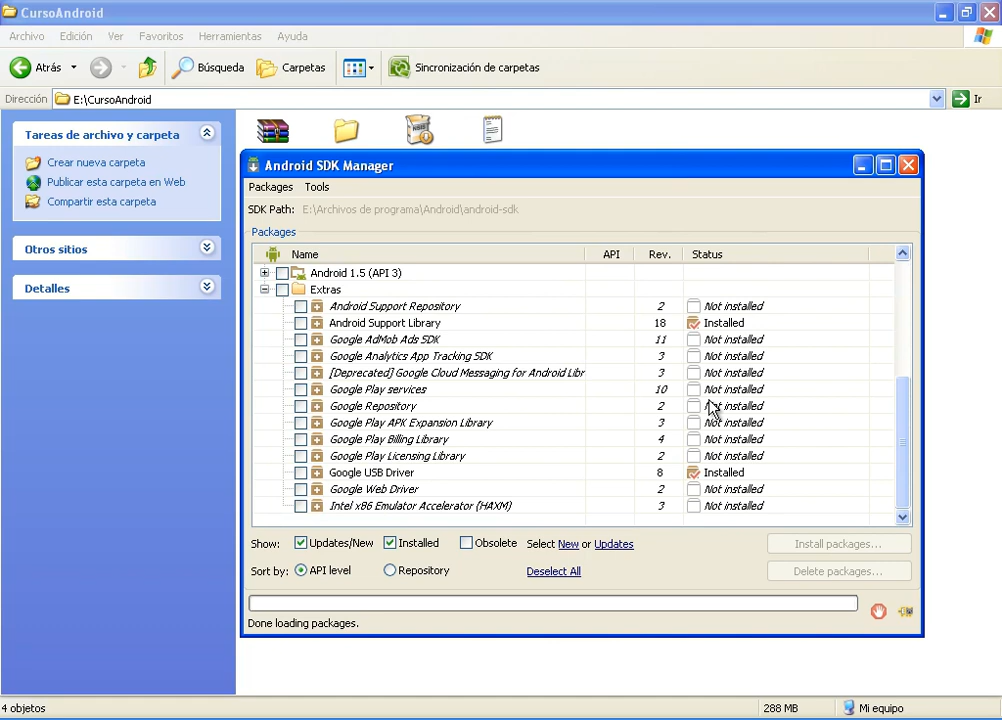 CursoAndroid
Archivo Edición Ver Favoritos Herramientas Ayuda
Atrás Búsqueda Carpetas Sincronización de carpetas
Dirección E:\CursoAndroid Ir
Tareas de archivo y carpeta
Crear nueva carpeta
Publicar esta carpeta en Web
Compartir esta carpeta
Otros sitios
Detalles
Android SDK Manager
Packages Tools
SDK Path: E:\Archivos de programa\Android\android-sdk
Packages
Name API Rev. Status
Android 1.5 (API 3)
Extras
Android Support Repository 2 Not installed
Android Support Library 18 Installed
Google AdMob Ads SDK 11 Not installed
Google Analytics App Tracking SDK 3 Not installed
[Deprecated] Google Cloud Messaging for Android Libr 3 Not installed
Google Play services 10 Not installed
Google Repository 2 Not installed
Google Play APK Expansion Library 3 Not installed
Google Play Billing Library 4 Not installed
Google Play Licensing Library 2 Not installed
Google USB Driver 8 Installed
Google Web Driver 2 Not installed
Intel x86 Emulator Accelerator (HAXM) 3 Not installed
Show: Updates/New Installed Obsolete Select New or Updates Install packages...
Sort by: API level Repository Deselect All Delete packages...
Done loading packages.
4 objetos 288 MB Mi equipo